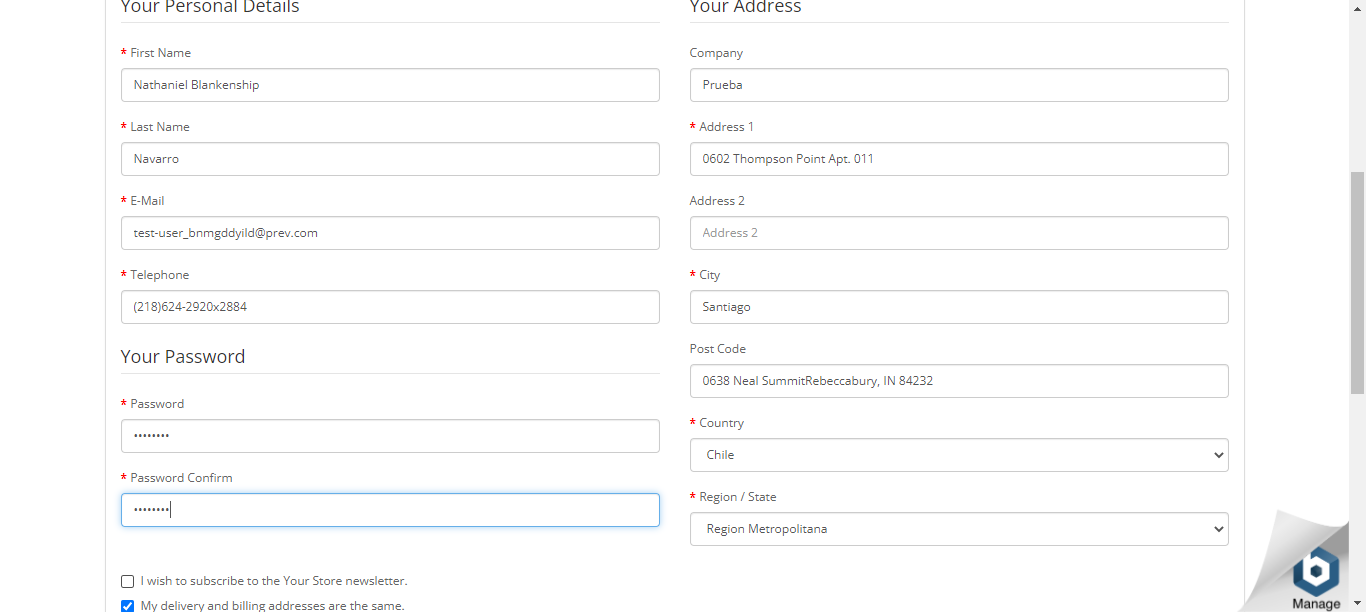 Your Personal Details
* First Name
Nathaniel Blankenship
* Last Name
Navarro
* E-Mail
test-user_bnmgddyild@prev.com
* Telephone
(218)624-2920x2884
Your Password
* Password
••••••••
* Password Confirm
••••••••
I wish to subscribe to the Your Store newsletter.
My delivery and billing addresses are the same.
Your Address
Company
Prueba
* Address 1
0602 Thompson Point Apt. 011
Address 2
Address 2
* City
Santiago
Post Code
0638 Neal SummitRebeccabury, IN 84232
* Country
Chile
* Region / State
Region Metropolitana
b
Manage